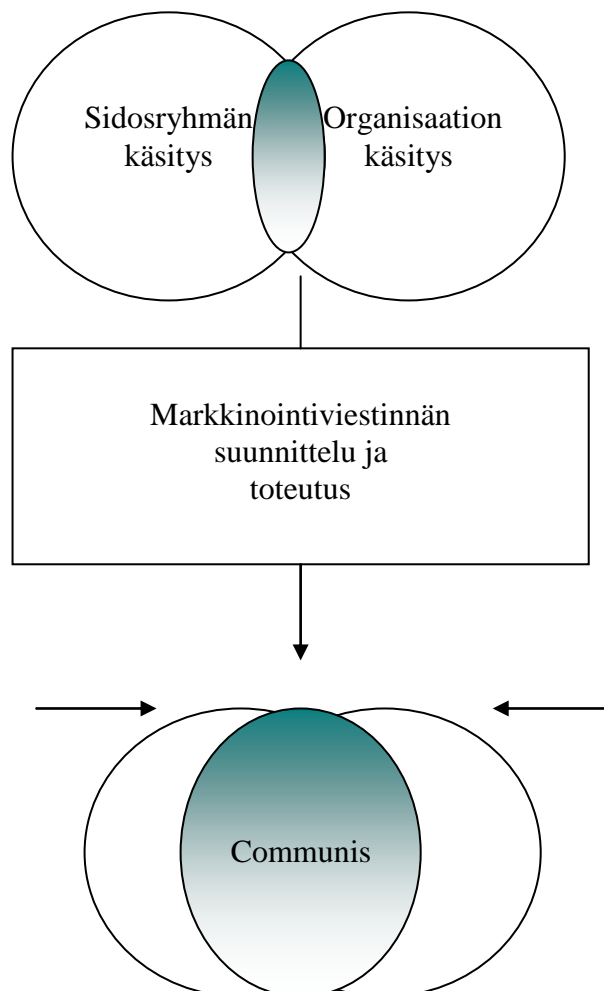 Sidosryhmän
käsitys
Organisaation
käsitys
Markkinointiviestinnän
suunnittelu ja
toteutus
Communis